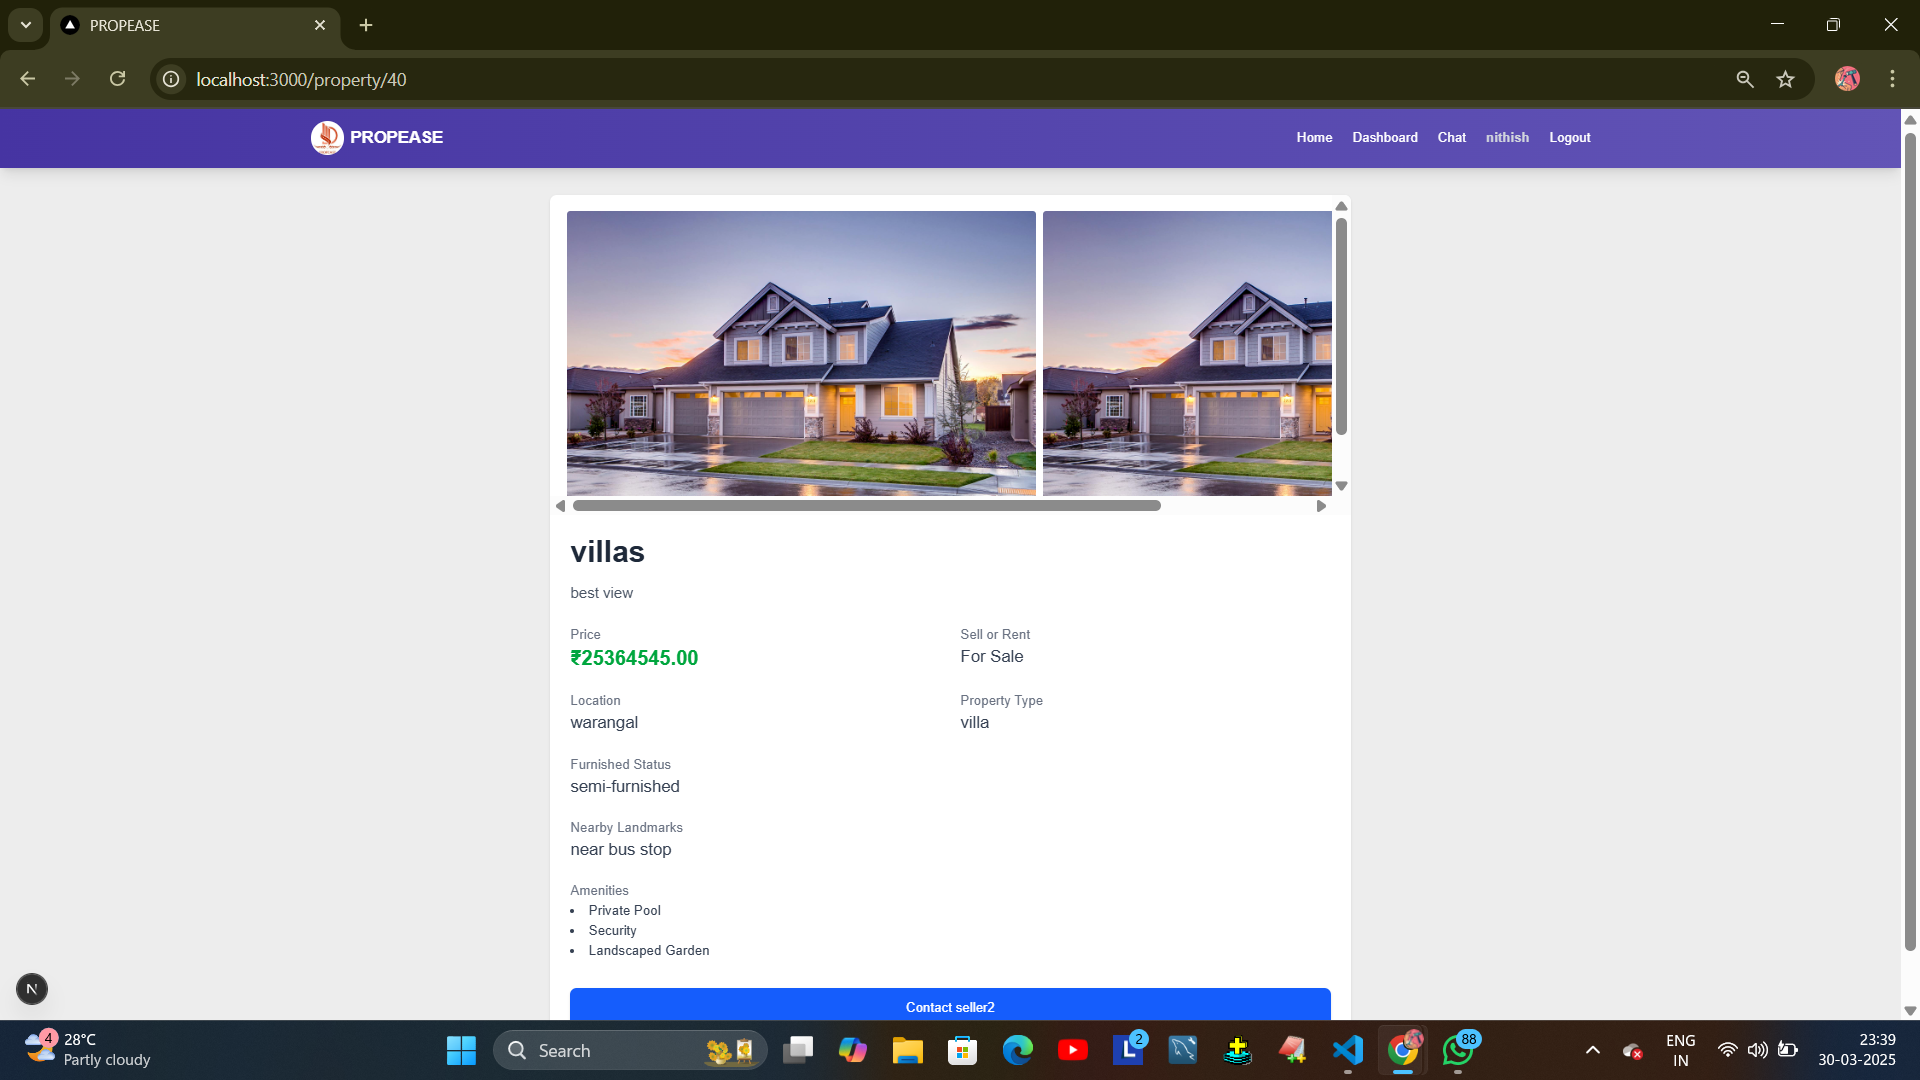 PROPEASE
localhost:3000/property/40
PROPEASE
Home Dashboard Chat nithish Logout
villas
best view
Price
₹25364545.00
Sell or Rent
For Sale
Location
warangal
Property Type
villa
Furnished Status
semi-furnished
Nearby Landmarks
near bus stop
Amenities
• Private Pool
• Security
• Landscaped Garden
Contact seller2
N
4
28°C
Partly cloudy
Search
L
2
88
ENG
IN
23:39
30-03-2025